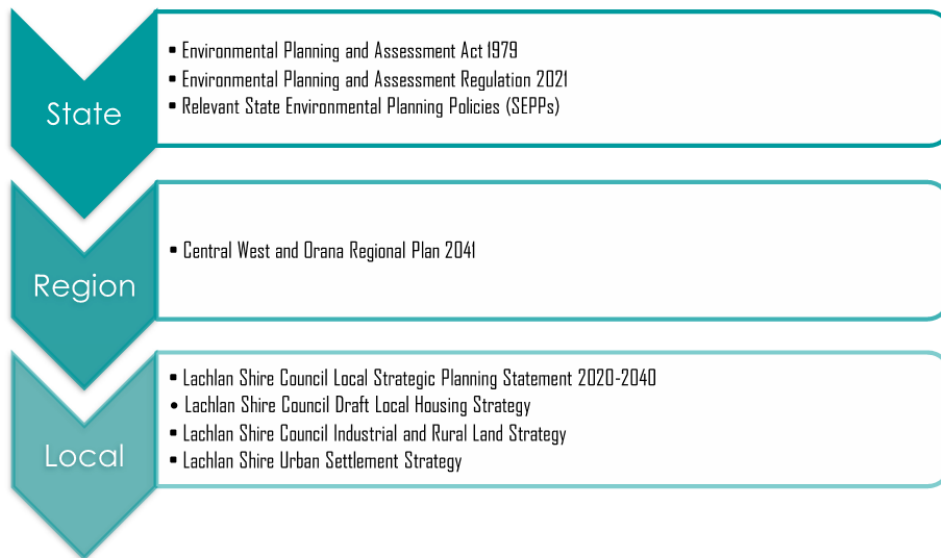 State
▪ Environmental Planning and Assessment Act 1979
▪ Environmental Planning and Assessment Regulation 2021
▪ Relevant State Environmental Planning Policies (SEPPs)
Region
▪ Central West and Orana Regional Plan 2041
Local
▪ Lachlan Shire Council Local Strategic Planning Statement 2020-2040
• Lachlan Shire Council Draft Local Housing Strategy
▪ Lachlan Shire Council Industrial and Rural Land Strategy
▪ Lachlan Shire Urban Settlement Strategy